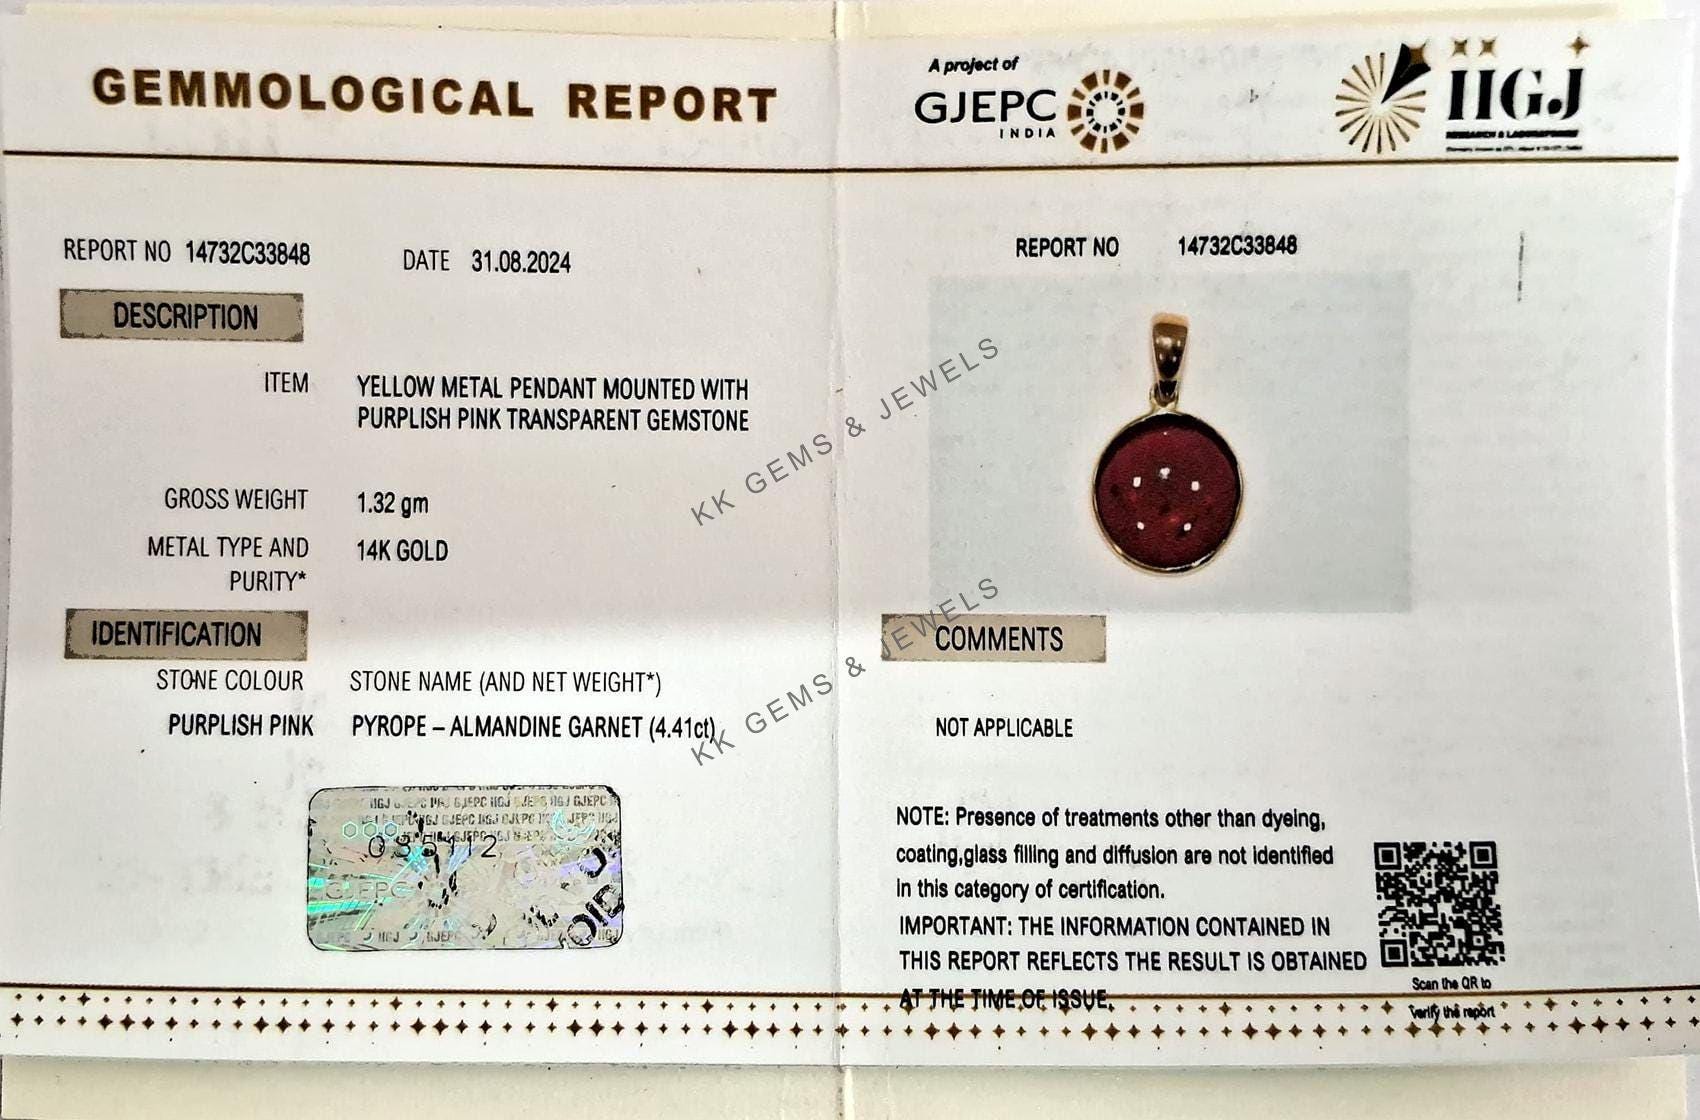 GEMMOLOGICAL REPORT
REPORT NO 14732C33848 DATE 31.08.2024
DESCRIPTION
ITEM YELLOW METAL PENDANT MOUNTED WITH
PURPLISH PINK TRANSPARENT GEMSTONE
GROSS WEIGHT 1.32 gm
METAL TYPE AND 14K GOLD
PURITY*
IDENTIFICATION
STONE COLOUR STONE NAME (AND NET WEIGHT*)
PURPLISH PINK PYROPE – ALMANDINE GARNET (4.41ct)
GJEPC
A project of
GJEPC
INDIA
IIGJ
RESEARCH & LABORATORIES
REPORT NO 14732C33848
KK GEMS & JEWELS
KK GEMS & JEWELS
COMMENTS
NOT APPLICABLE
NOTE: Presence of treatments other than dyeing,
coating,glass filling and diffusion are not identified
in this category of certification.
IMPORTANT: THE INFORMATION CONTAINED IN
THIS REPORT REFLECTS THE RESULT IS OBTAINED
AT THE TIME OF ISSUE.
Scan the QR to
Verify the report